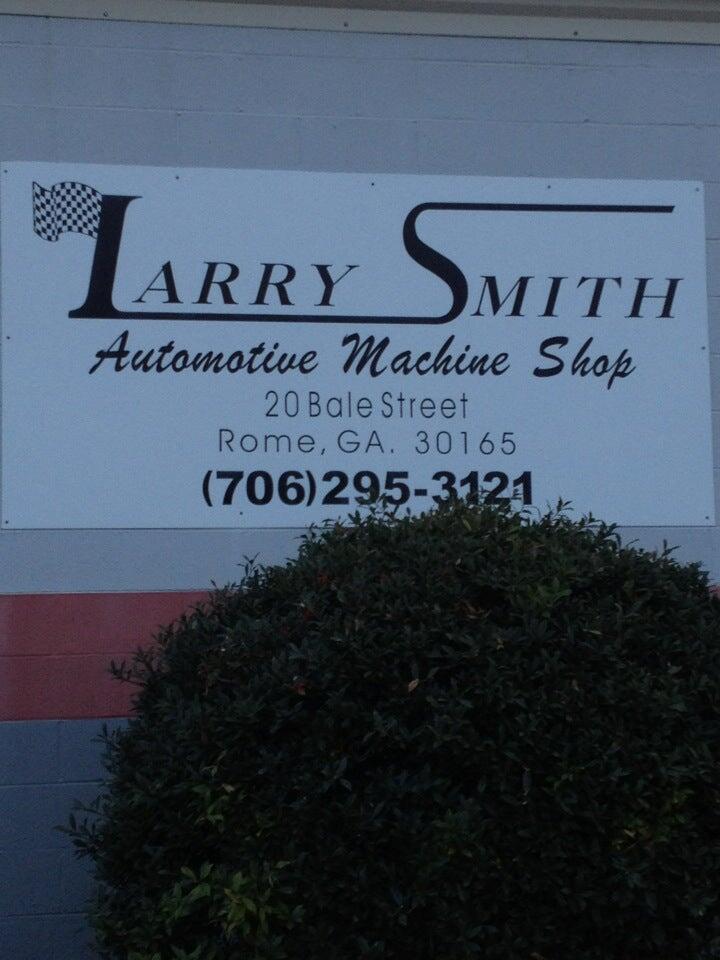 LARRY SMITH
Automotive Machine Shop
20 Bale Street
Rome, GA. 30165
(706)295-3121